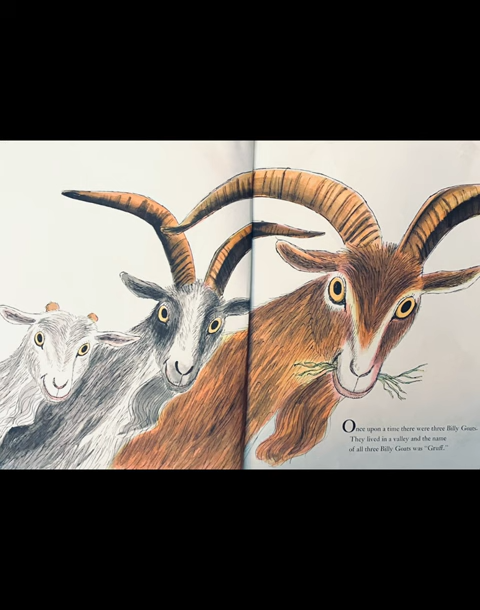 Once upon a time there were three Billy Goats.
They lived in a valley and the name
of all three Billy Goats was "Gruff."